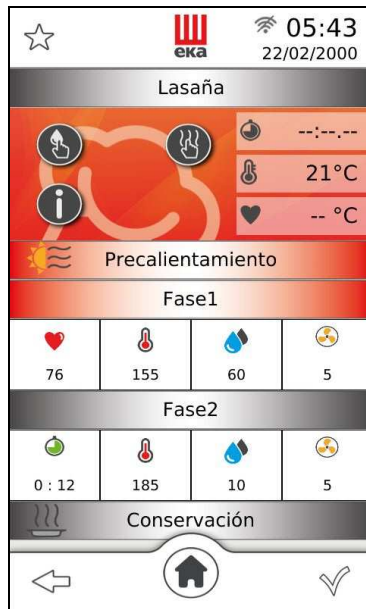 05:43
eka
22/02/2000
Lasaña
--:--.--
21°C
-- °C
Precalentamiento
Fase1
76 155 60 5
Fase2
0 : 12 185 10 5
Conservación